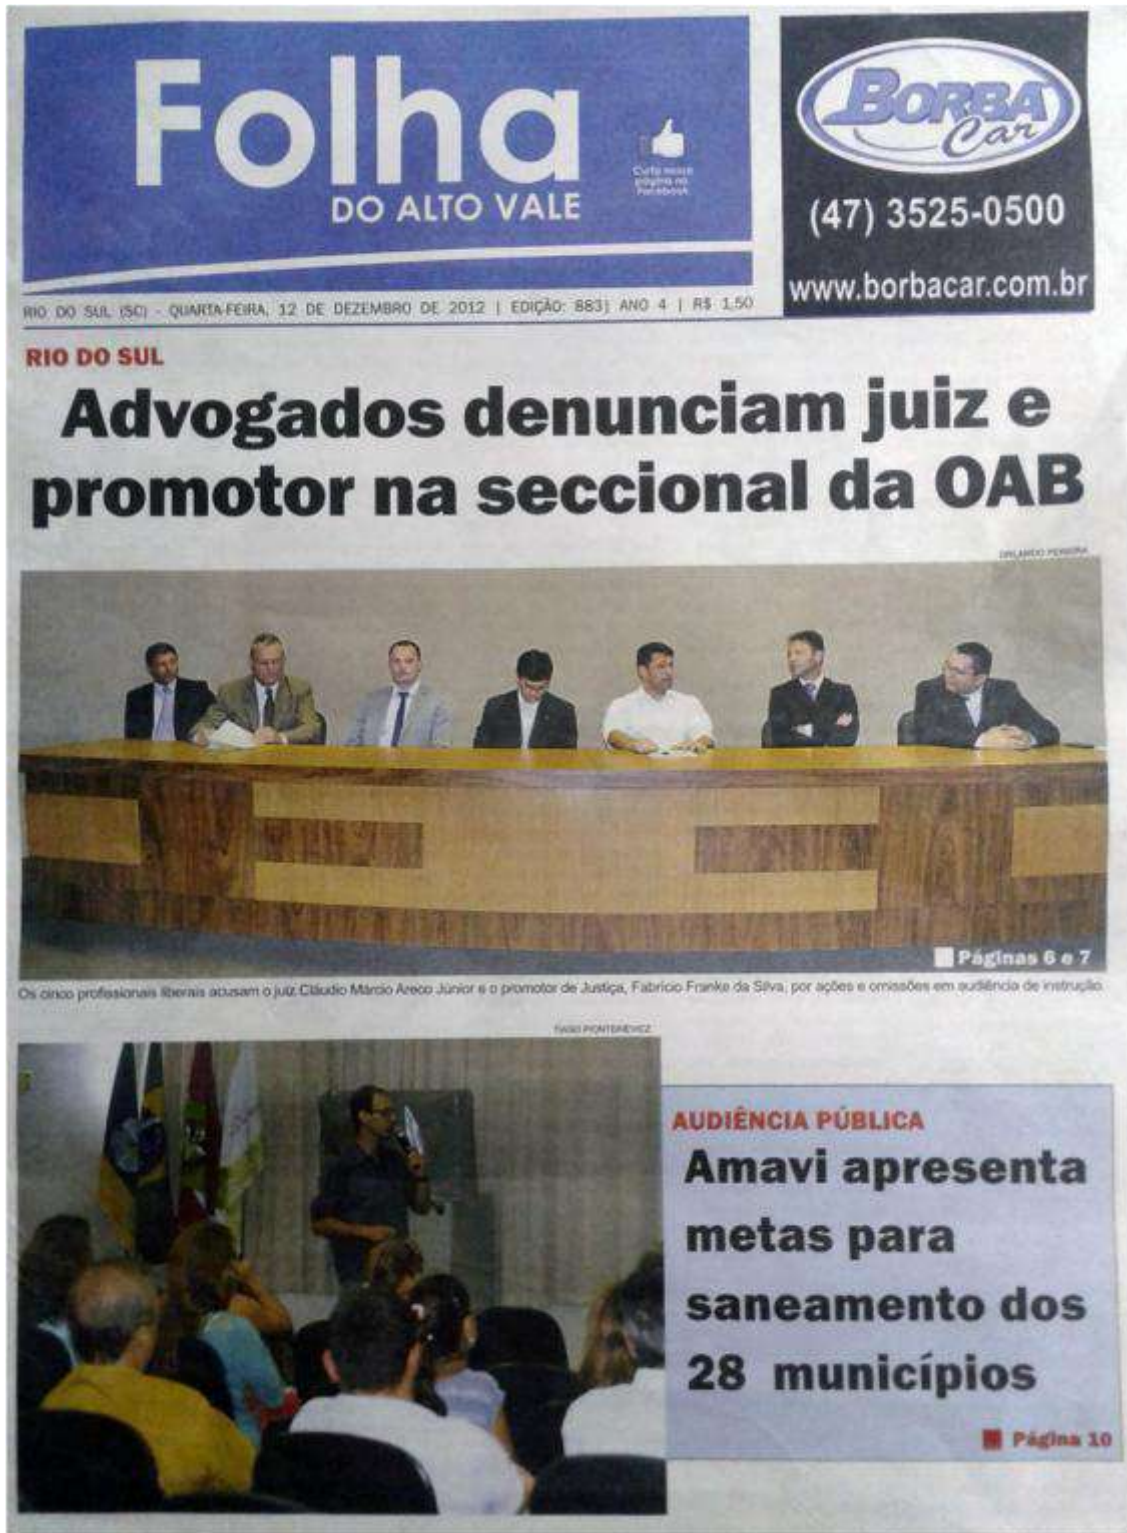 Folha
DO ALTO VALE
Curta nossa
página no
Facebook
BORBA
Car
(47) 3525-0500
www.borbacar.com.br
RIO DO SUL (SC) - QUARTA-FEIRA, 12 DE DEZEMBRO DE 2012 | EDIÇÃO: 883| ANO 4 | R$ 1,50
RIO DO SUL
Advogados denunciam juiz e
promotor na seccional da OAB
ORLANDO PEREIRA
Páginas 6 e 7
Os cinco profissionais liberais acusam o juiz Cláudio Márcio Areco Júnior e o promotor de Justiça, Fabrício Franke da Silva, por ações e omissões em audiência de instrução
TIAGO
AUDIÊNCIA PÚBLICA
Amavi apresenta
metas para
saneamento dos
28 municípios
Página 10